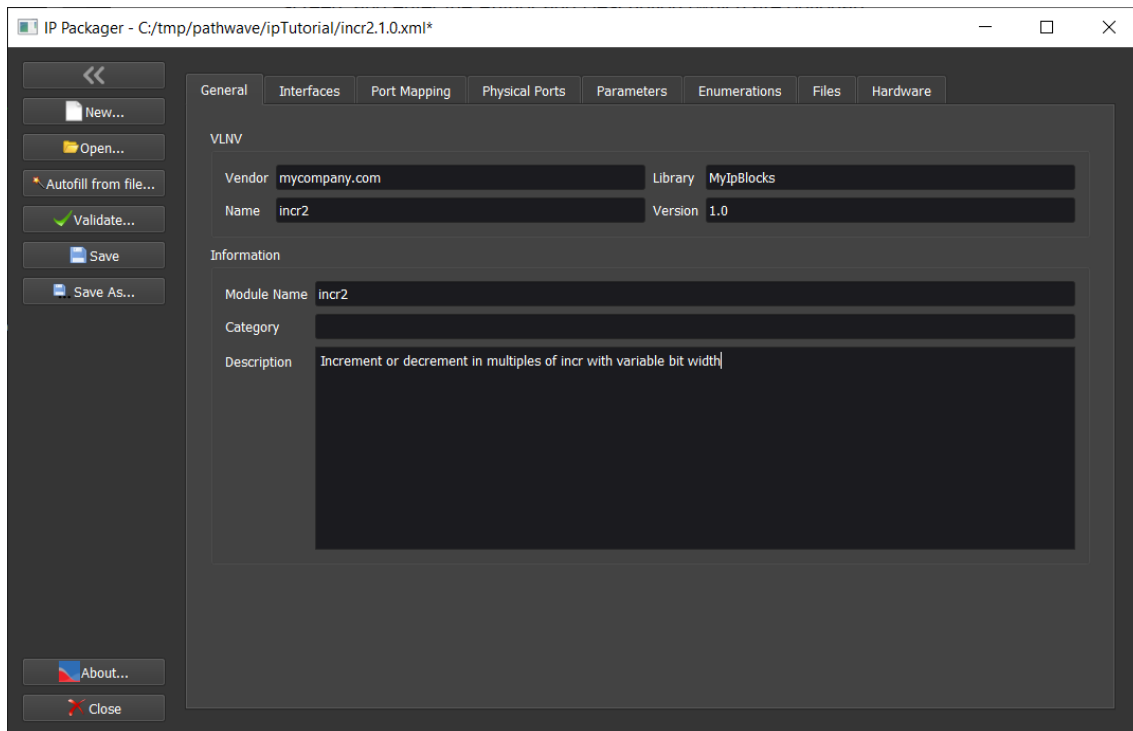 IP Packager - C:/tmp/pathwave/ipTutorial/incr2.1.0.xml*
New...
Open...
Autofill from file...
Validate...
Save
Save As...
About...
Close
General Interfaces Port Mapping Physical Ports Parameters Enumerations Files Hardware
VLNV
Vendor mycompany.com Library MyIpBlocks
Name incr2 Version 1.0
Information
Module Name incr2
Category
Description Increment or decrement in multiples of incr with variable bit width